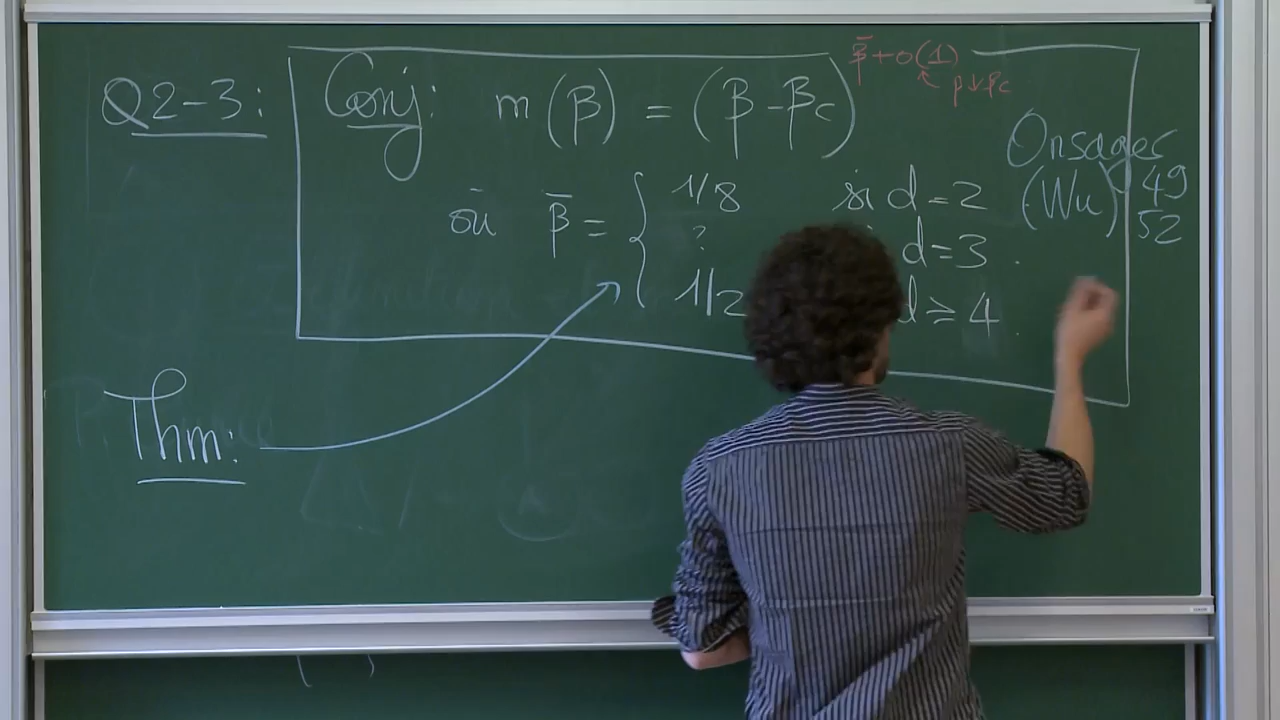 Q2-3: Conj: m(β) = (β - βc)^β̄+o(1)
β↓βc
Onsager 49
où β̄ = { 1/8 si d=2 (Wu) 52
? d=3.
1/2 d≥4.
Thm: